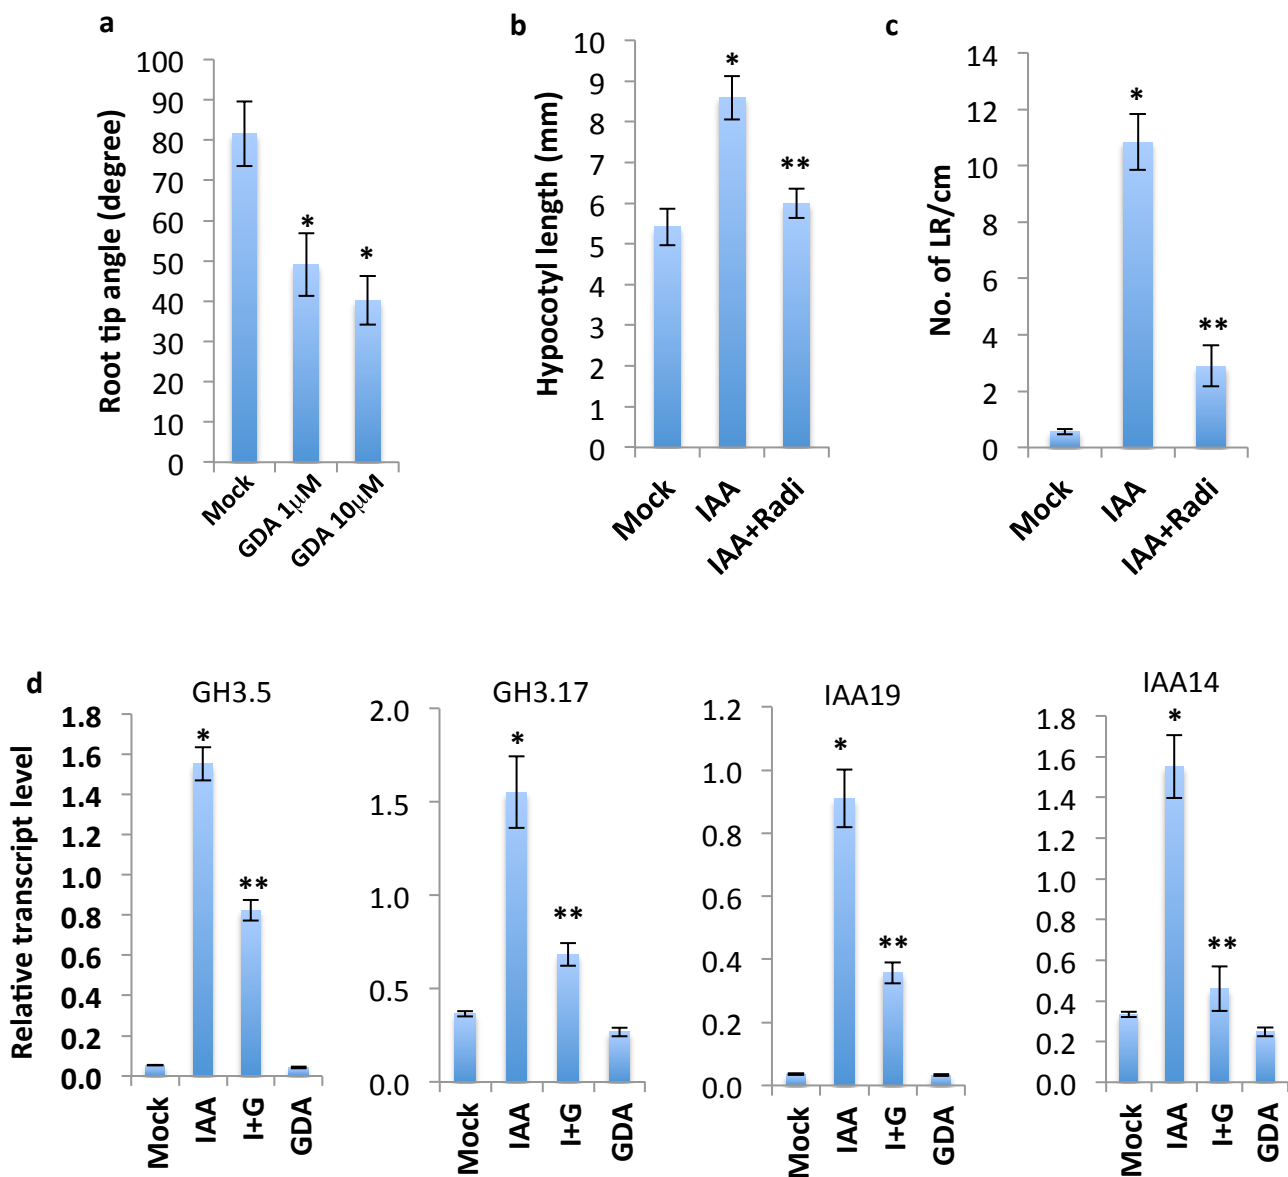 a
Root tip angle (degree)
100
90
80
70
60
50
40
30
20
10
0
*
*
Mock
GDA 1μM
GDA 10μM
b
Hypocotyl length (mm)
10
9
8
7
6
5
4
3
2
1
0
*
**
Mock
IAA
IAA+Radi
c
No. of LR/cm
14
12
10
8
6
4
2
0
*
**
Mock
IAA
IAA+Radi
d
Relative transcript level
GH3.5
1.8
1.6
1.4
1.2
1.0
0.8
0.6
0.4
0.2
0.0
*
**
Mock
IAA
I+G
GDA
GH3.17
2.0
1.5
1.0
0.5
0.0
*
**
Mock
IAA
I+G
GDA
IAA19
1.2
1.0
0.8
0.6
0.4
0.2
0.0
*
**
Mock
IAA
I+G
GDA
IAA14
1.8
1.6
1.4
1.2
1.0
0.8
0.6
0.4
0.2
0.0
*
**
Mock
IAA
I+G
GDA